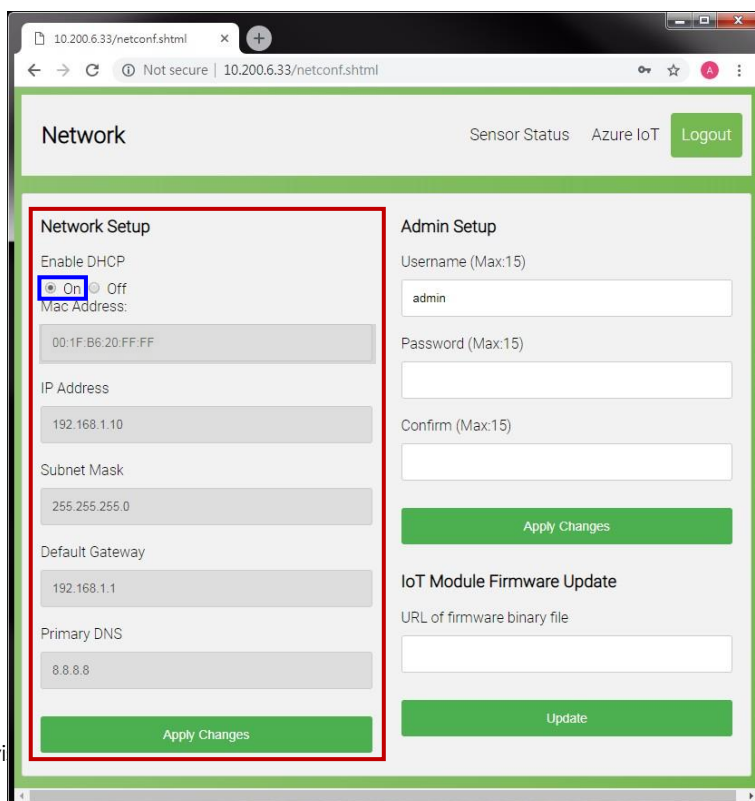 10.200.6.33/netconf.shtml
Not secure | 10.200.6.33/netconf.shtml
A
Network
Sensor Status Azure IoT Logout
Network Setup
Enable DHCP
On Off
Mac Address:
00:1F:B6:20:FF:FF
IP Address
192.168.1.10
Subnet Mask
255.255.255.0
Default Gateway
192.168.1.1
Primary DNS
8.8.8.8
Apply Changes
Admin Setup
Username (Max:15)
admin
Password (Max:15)
Confirm (Max:15)
Apply Changes
IoT Module Firmware Update
URL of firmware binary file
Update